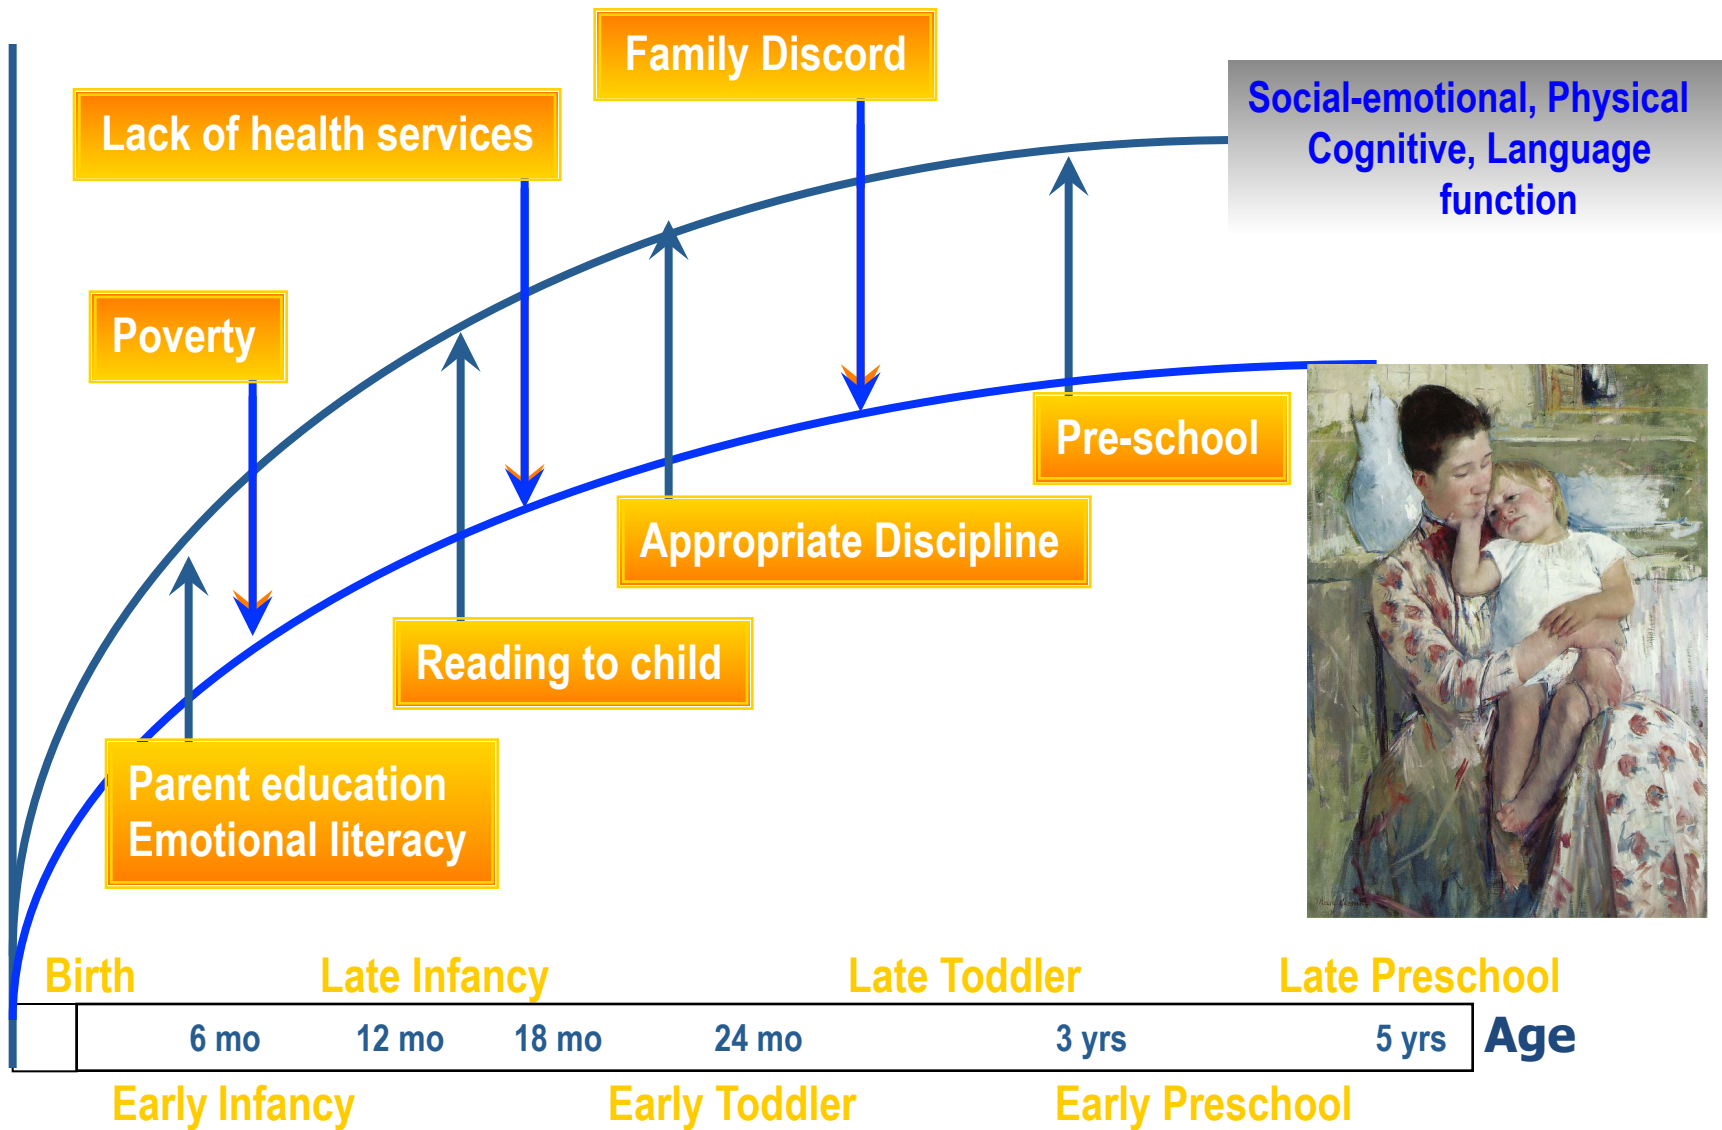 Family Discord
Social-emotional, Physical
Cognitive, Language
function
Lack of health services
Poverty
Pre-school
Appropriate Discipline
Reading to child
Parent education
Emotional literacy
Birth
Late Infancy
Late Toddler
Late Preschool
6 mo
12 mo
18 mo
24 mo
3 yrs
5 yrs
Age
Early Infancy
Early Toddler
Early Preschool